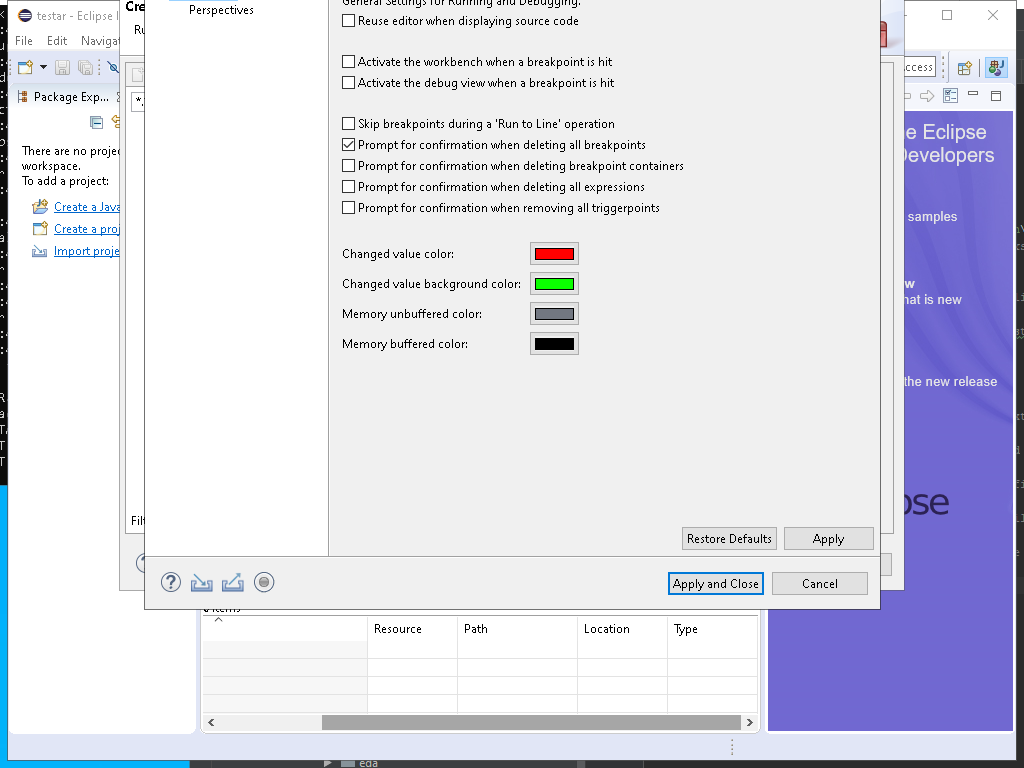 testar - Eclipse I
Cre
File Edit Navigat
Ru
Package Exp...
There are no projec
workspace.
To add a project:
Create a Java
Create a proj
Import proje
Filt
Perspectives
General Settings for Running and Debugging.
Reuse editor when displaying source code
Activate the workbench when a breakpoint is hit
Activate the debug view when a breakpoint is hit
Skip breakpoints during a 'Run to Line' operation
Prompt for confirmation when deleting all breakpoints
Prompt for confirmation when deleting breakpoint containers
Prompt for confirmation when deleting all expressions
Prompt for confirmation when removing all triggerpoints
Changed value color:
Changed value background color:
Memory unbuffered color:
Memory buffered color:
Restore Defaults Apply
Apply and Close Cancel
ccess
e Eclipse
Developers
samples
w
hat is new
the new release
pse
items
Resource Path Location Type
eda